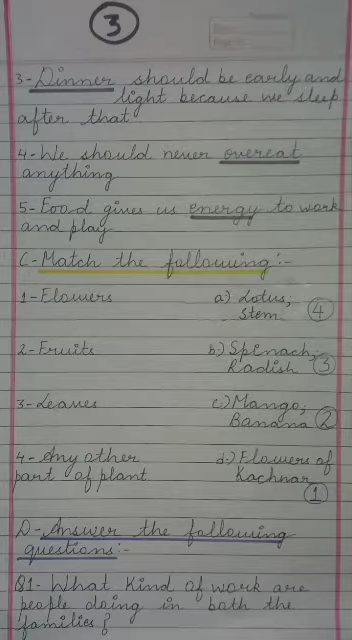 3
3- Dinner should be early and
light because we sleep
after that
4- We should never overeat
anything
5- Food gives us energy to work
and play
C- Match the following:-
1- Flowers a) Lotus,
Stem 4
2- Fruits b) Spinach,
Radish 3
3- Leaves c) Mango,
Banana 2
4- Any other d) Flowers of
part of plant Kachnar
1
D- Answer the following
questions:-
Q1- What kind of work are
people doing in both the
families?